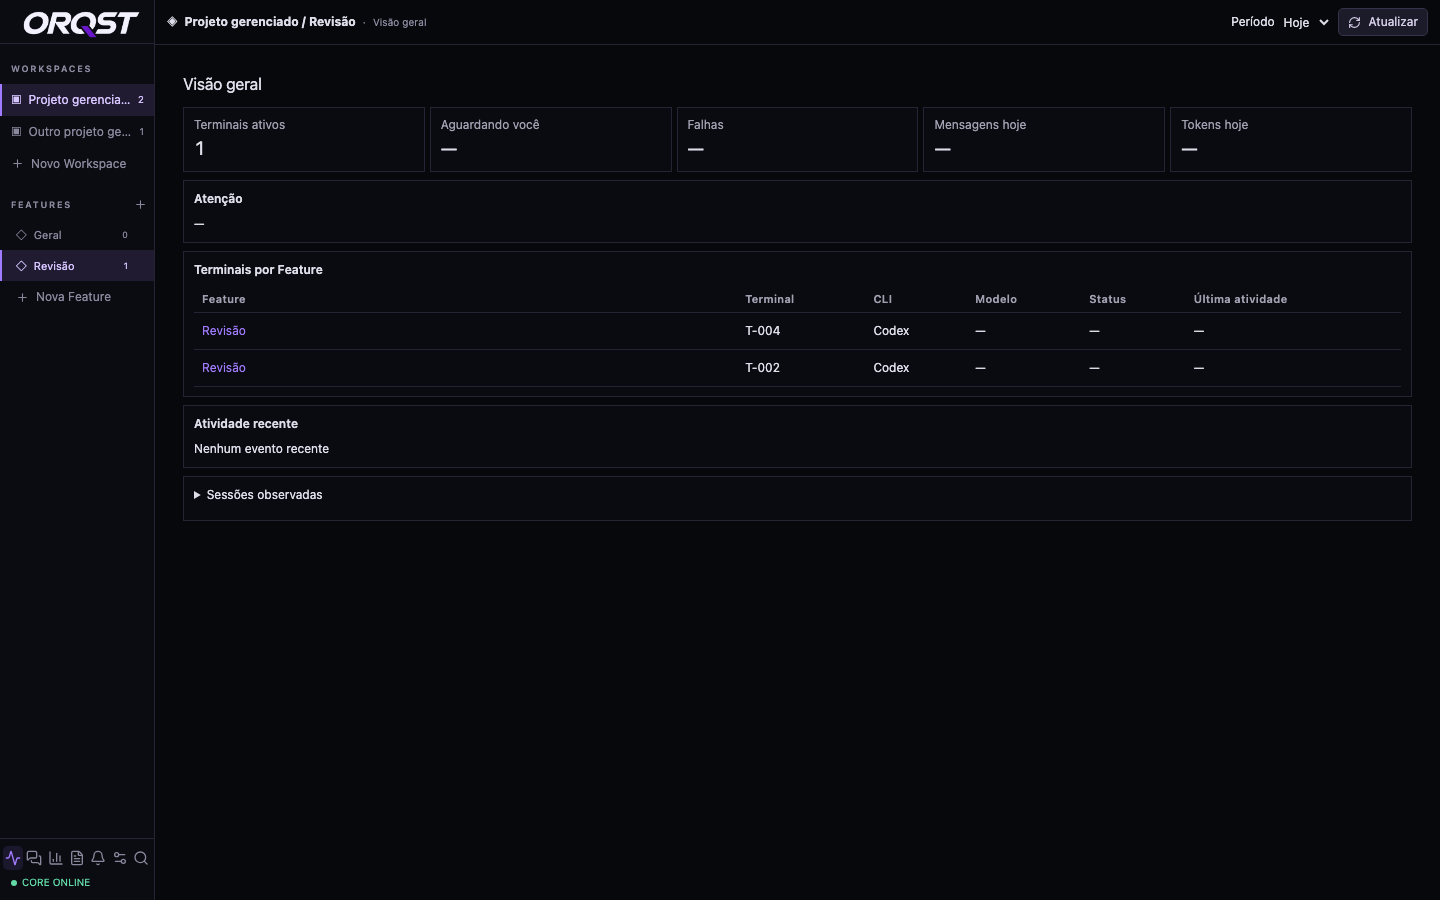 ORQST
Projeto gerenciado / Revisão · Visão geral
Período Hoje Atualizar
WORKSPACES
Projeto gerencia... 2
Outro projeto ge... 1
+ Novo Workspace
FEATURES +
Geral 0
Revisão 1
+ Nova Feature
Visão geral
Terminais ativos
1
Aguardando você
—
Falhas
—
Mensagens hoje
—
Tokens hoje
—
Atenção
—
Terminais por Feature
Feature Terminal CLI Modelo Status Última atividade
Revisão T-004 Codex — — —
Revisão T-002 Codex — — —
Atividade recente
Nenhum evento recente
Sessões observadas
CORE ONLINE